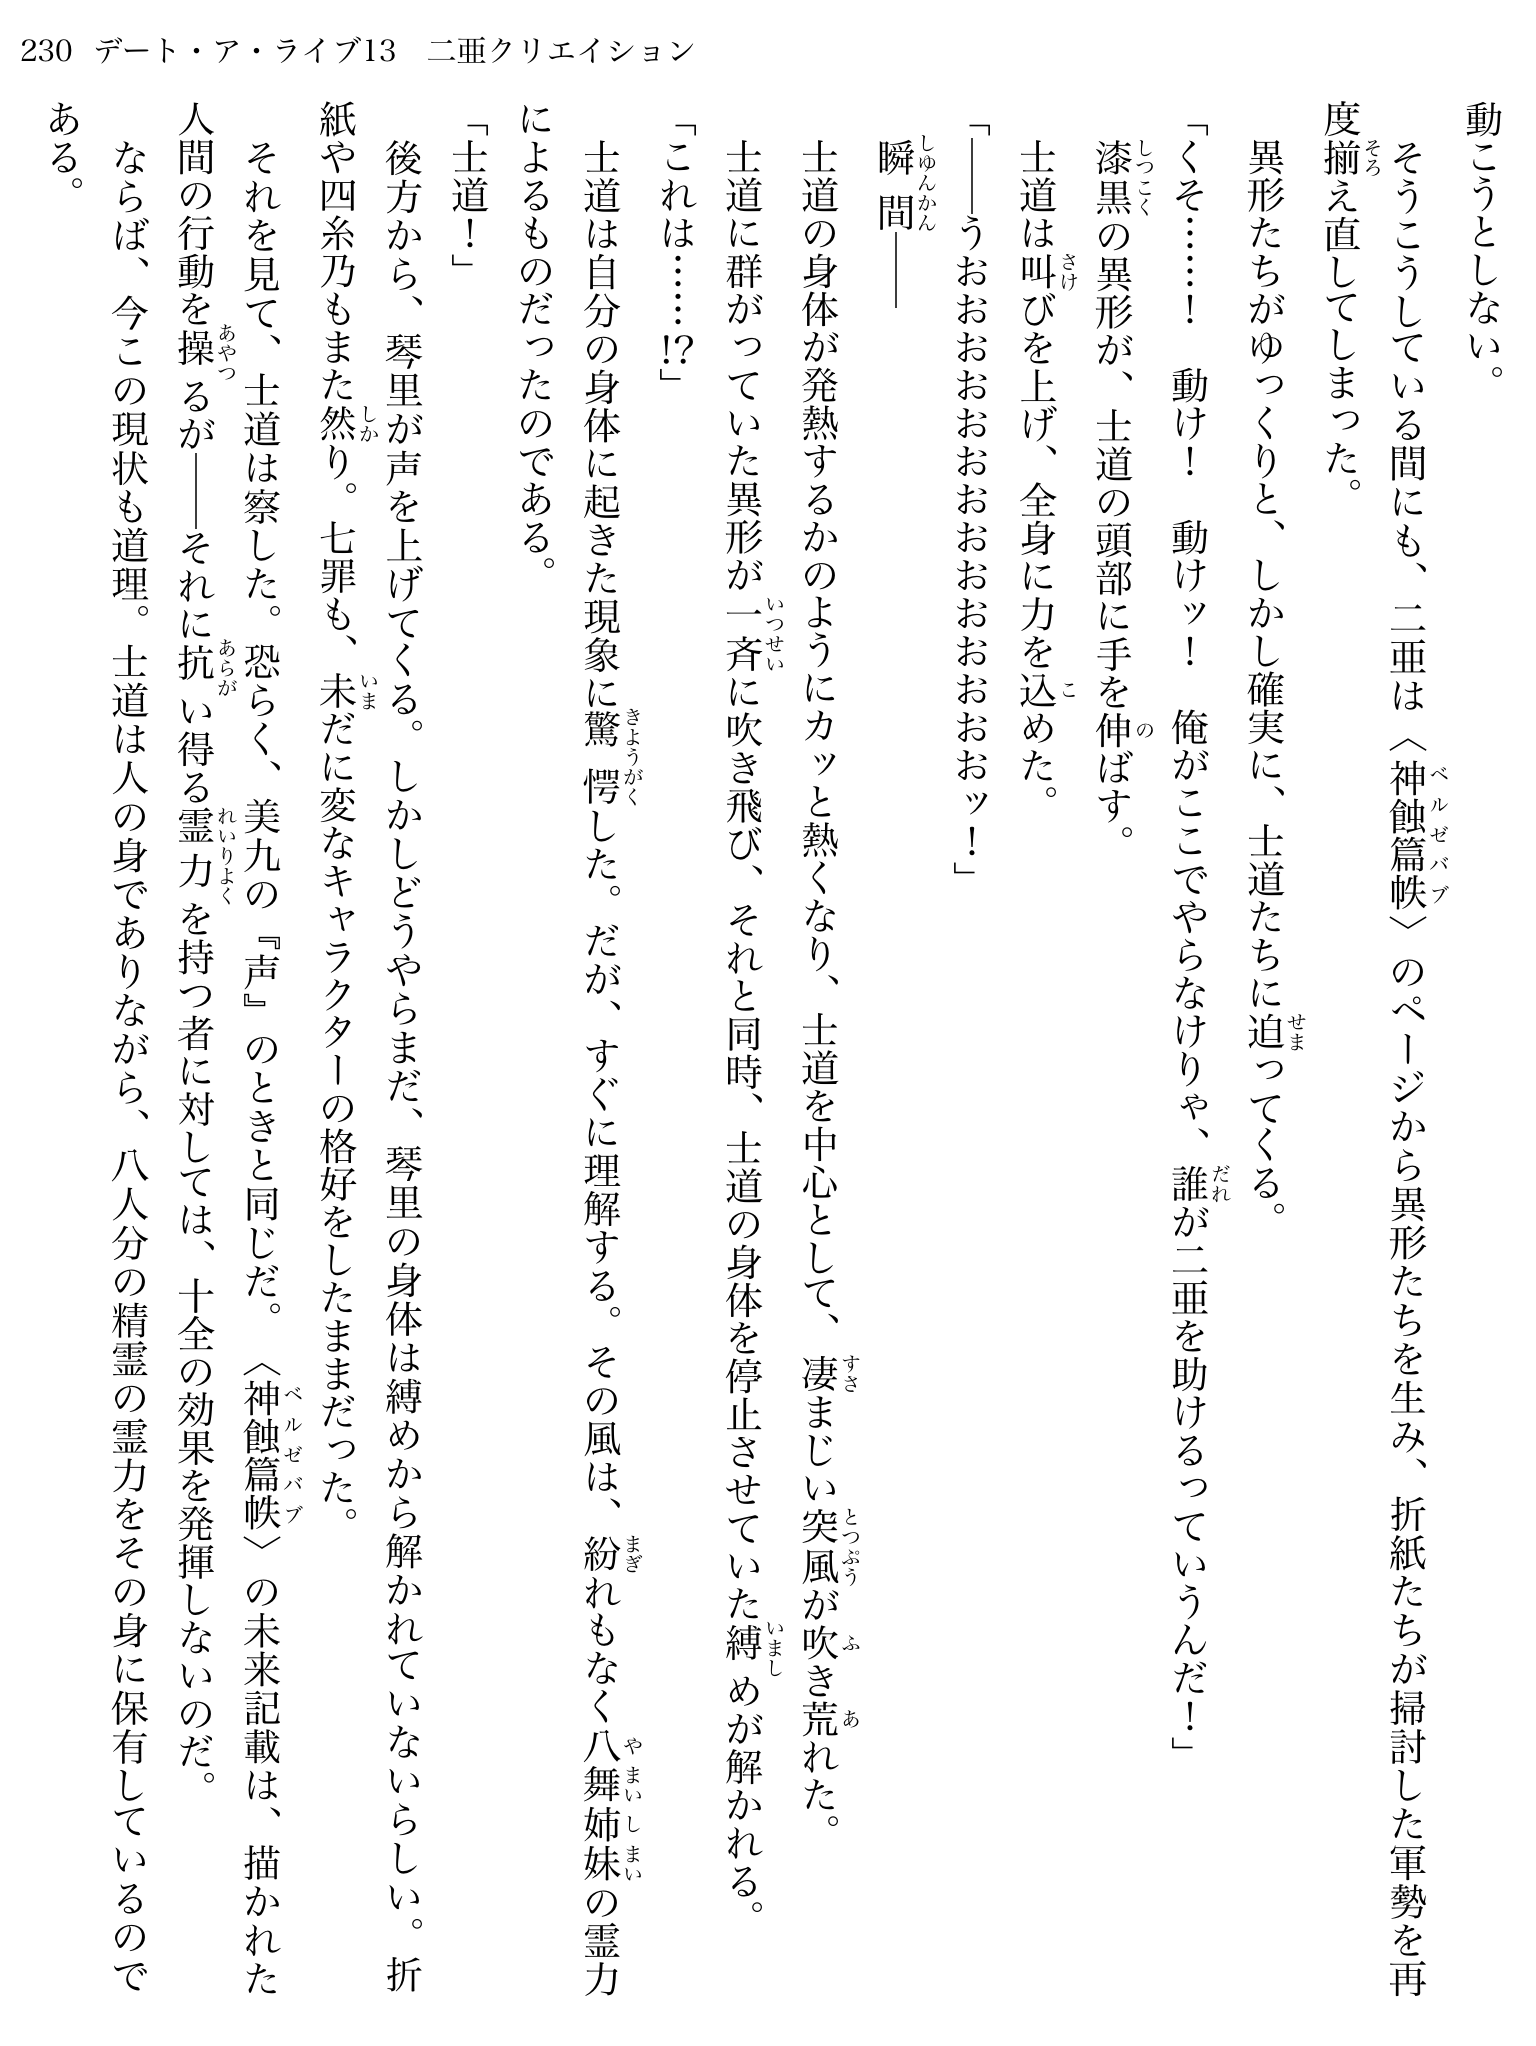 230 デート・ア・ライブ13　二亜クリエイション
動こうとしない。
　そうこうしている間にも、二亜は〈神蝕篇帙〉のページから異形たちを生み、折紙たちが掃討した軍勢を再
度揃え直してしまった。
　異形たちがゆっくりと、しかし確実に、士道たちに迫ってくる。
「くそ……！　動け！　動けッ！　俺がここでやらなけりゃ、誰が二亜を助けるっていうんだ！」
　漆黒の異形が、士道の頭部に手を伸ばす。
　士道は叫びを上げ、全身に力を込めた。
「――うおおおおおおおおおおおおおおおッ！」
　瞬間――
　士道の身体が発熱するかのようにカッと熱くなり、士道を中心として、凄まじい突風が吹き荒れた。
　士道に群がっていた異形が一斉に吹き飛び、それと同時、士道の身体を停止させていた縛めが解かれる。
「これは……!?」
　士道は自分の身体に起きた現象に驚愕した。だが、すぐに理解する。その風は、紛れもなく八舞姉妹の霊力
によるものだったのである。
「士道！」
　後方から、琴里が声を上げてくる。しかしどうやらまだ、琴里の身体は縛めから解かれていないらしい。折
紙や四糸乃もまた然り。七罪も、未だに変なキャラクターの格好をしたままだった。
　それを見て、士道は察した。恐らく、美九の『声』のときと同じだ。〈神蝕篇帙〉の未来記載は、描かれた
人間の行動を操るが――それに抗い得る霊力を持つ者に対しては、十全の効果を発揮しないのだ。
　ならば、今この現状も道理。士道は人の身でありながら、八人分の精霊の霊力をその身に保有しているので
ある。